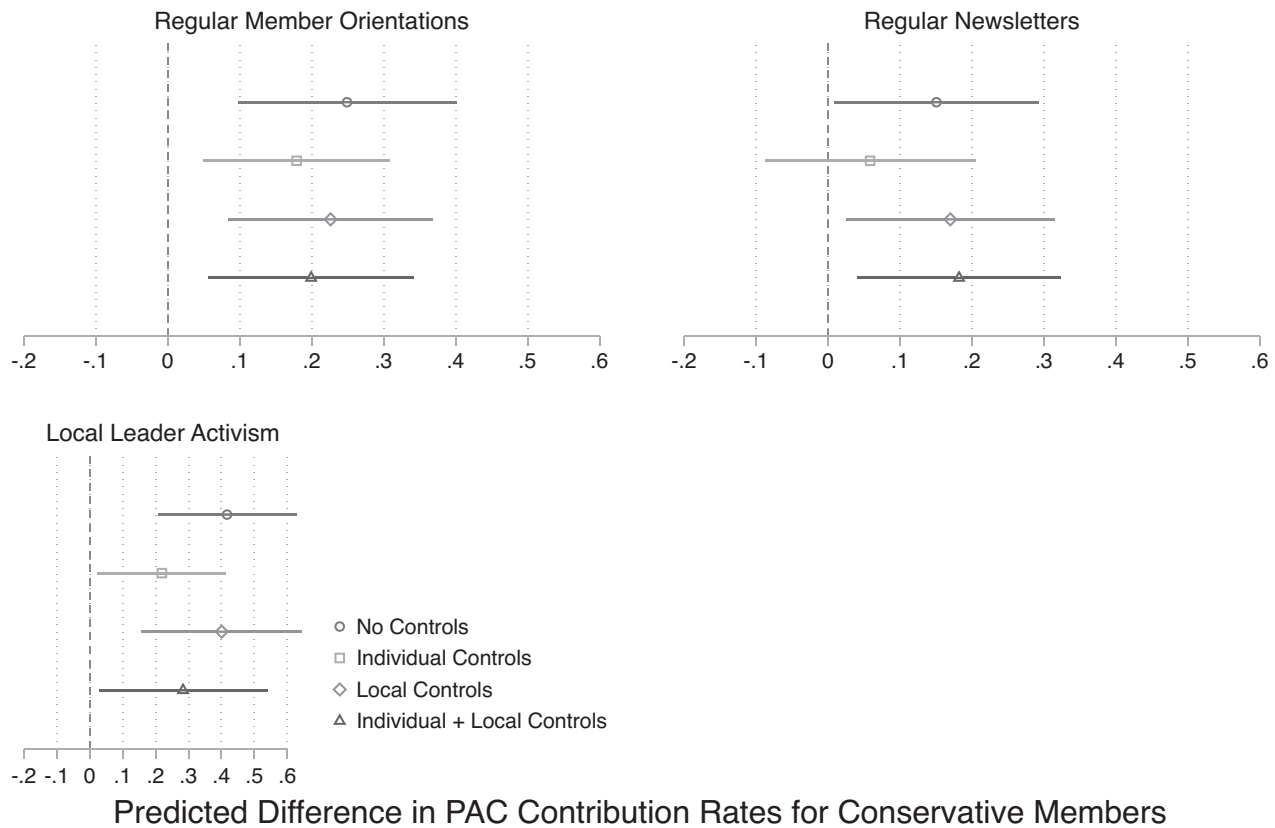 Regular Member Orientations
-.2 -.1 0 .1 .2 .3 .4 .5 .6
Regular Newsletters
-.2 -.1 0 .1 .2 .3 .4 .5 .6
Local Leader Activism
-.2 -.1 0 .1 .2 .3 .4 .5 .6
No Controls
Individual Controls
Local Controls
Individual + Local Controls
Predicted Difference in PAC Contribution Rates for Conservative Members